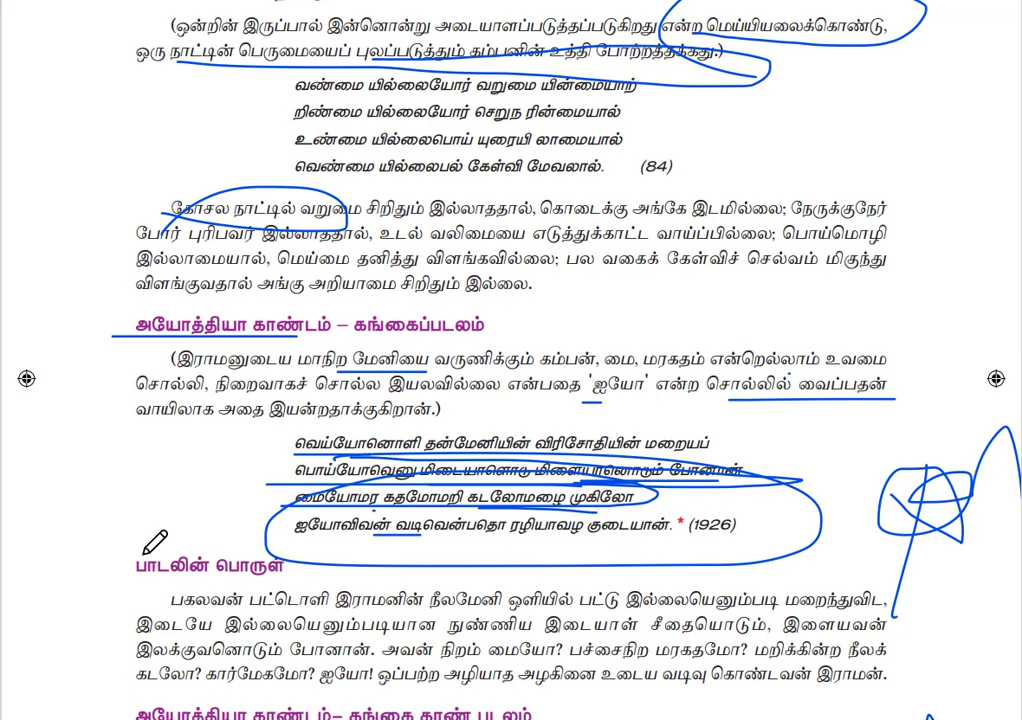 (ஒன்றின் இருப்பால் இன்னொன்று அடையாளப்படுத்தப்படுகிறது என்ற மெய்யியலைக்கொண்டு,
ஒரு நாட்டின் பெருமையைப் புலப்படுத்தும் கம்பனின் உத்தி போற்றத்தக்கது.)
வண்மை யில்லையோர் வறுமை யின்மையாற்
றிண்மை யில்லையோர் செறுந ரின்மையால்
உண்மை யில்லைபொய் யுரையி லாமையால்
வெண்மை யில்லைபல் கேள்வி மேவலால். (84)
கோசல நாட்டில் வறுமை சிறிதும் இல்லாததால், கொடைக்கு அங்கே இடமில்லை; நேருக்குநேர்
போர் புரிபவர் இல்லாததால், உடல் வலிமையை எடுத்துக்காட்ட வாய்ப்பில்லை; பொய்மொழி
இல்லாமையால், மெய்மை தனித்து விளங்கவில்லை; பல வகைக் கேள்விச் செல்வம் மிகுந்து
விளங்குவதால் அங்கு அறியாமை சிறிதும் இல்லை.
அயோத்தியா காண்டம் – கங்கைப்படலம்
(இராமனுடைய மாநிற மேனியை வருணிக்கும் கம்பன், மை, மரகதம் என்றெல்லாம் உவமை
சொல்லி, நிறைவாகச் சொல்ல இயலவில்லை என்பதை 'ஐயோ' என்ற சொல்லில் வைப்பதன்
வாயிலாக அதை இயன்றதாக்குகிறான்.)
வெய்யோனொளி தன்மேனியின் விரிசோதியின் மறையப்
பொய்யோவெனு மிடையாளொடு மிளையானொடும் போனான்
மையோமர கதமோமறி கடலோமழை முகிலோ
ஐயோவிவன் வடிவென்பதொ ரழியாவழ குடையான். * (1926)
பாடலின் பொருள்
பகலவன் பட்டொளி இராமனின் நீலமேனி ஒளியில் பட்டு இல்லையெனும்படி மறைந்துவிட,
இடையே இல்லையெனும்படியான நுண்ணிய இடையாள் சீதையொடும், இளையவன்
இலக்குவனொடும் போனான். அவன் நிறம் மையோ? பச்சைநிற மரகதமோ? மறிக்கின்ற நீலக்
கடலோ? கார்மேகமோ? ஐயோ! ஒப்பற்ற அழியாத அழகினை உடைய வடிவு கொண்டவன் இராமன்.
அயோத்தியா காண்டம்– கங்கை காண் படலம்